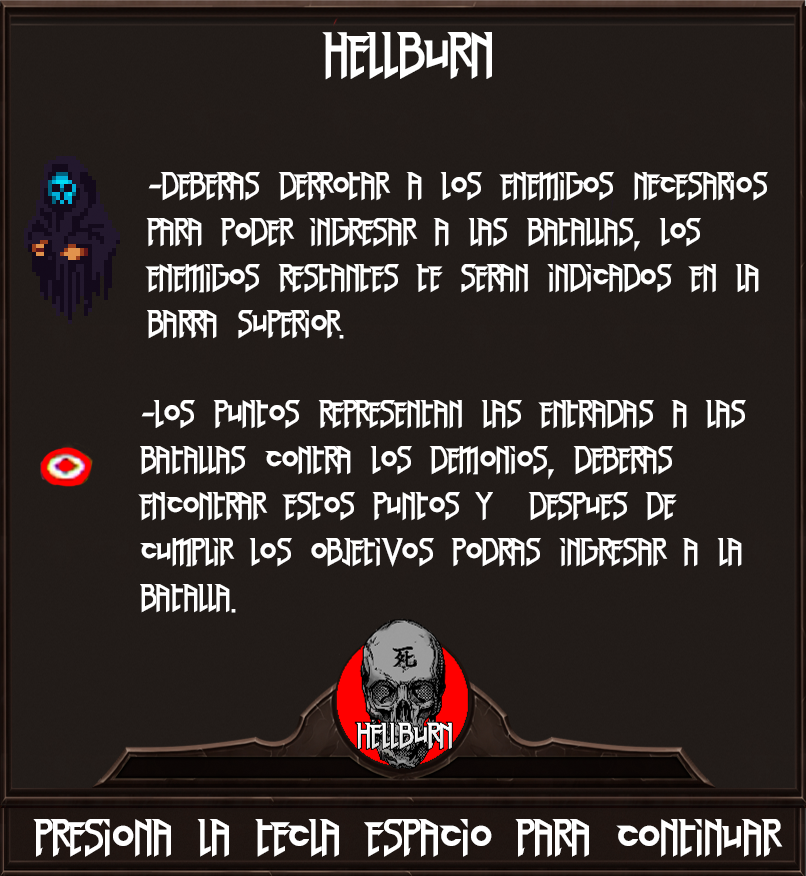 HELLBURN
-DEBERAS DERROTAR A LOS ENEMIGOS NECESARIOS
PARA PODER INGRESAR A LAS BATALLAS, LOS
ENEMIGOS RESTANTES TE SERAN INDICADOS EN LA
BARRA SUPERIOR.
-LOS PUNTOS REPRESENTAN LAS ENTRADAS A LAS
BATALLAS CONTRA LOS DEMONIOS, DEBERAS
ENCONTRAR ESTOS PUNTOS Y DESPUES DE
CUMPLIR LOS OBJETIVOS PODRAS INGRESAR A LA
BATALLA.
死
HELLBURN
PRESIONA LA TECLA ESPACIO PARA CONTINUAR